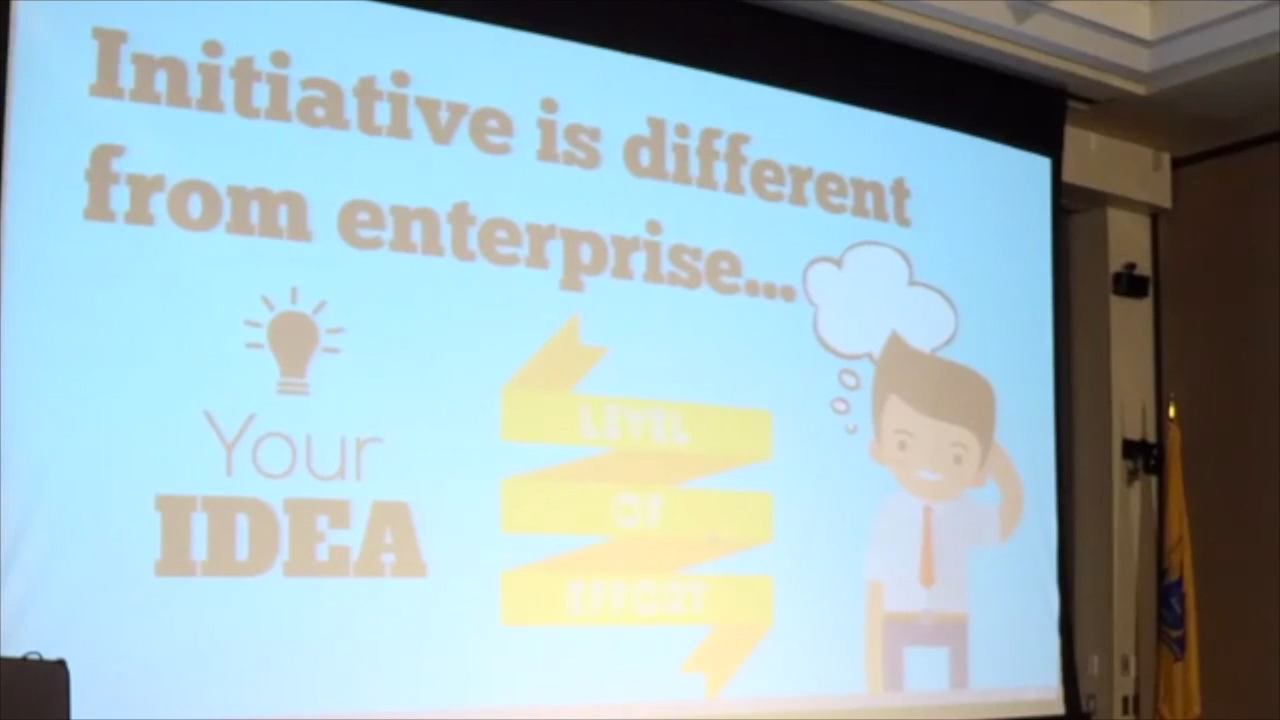 Initiative is different
from enterprise...
Your
IDEA
LEVEL
OF
EFFORT